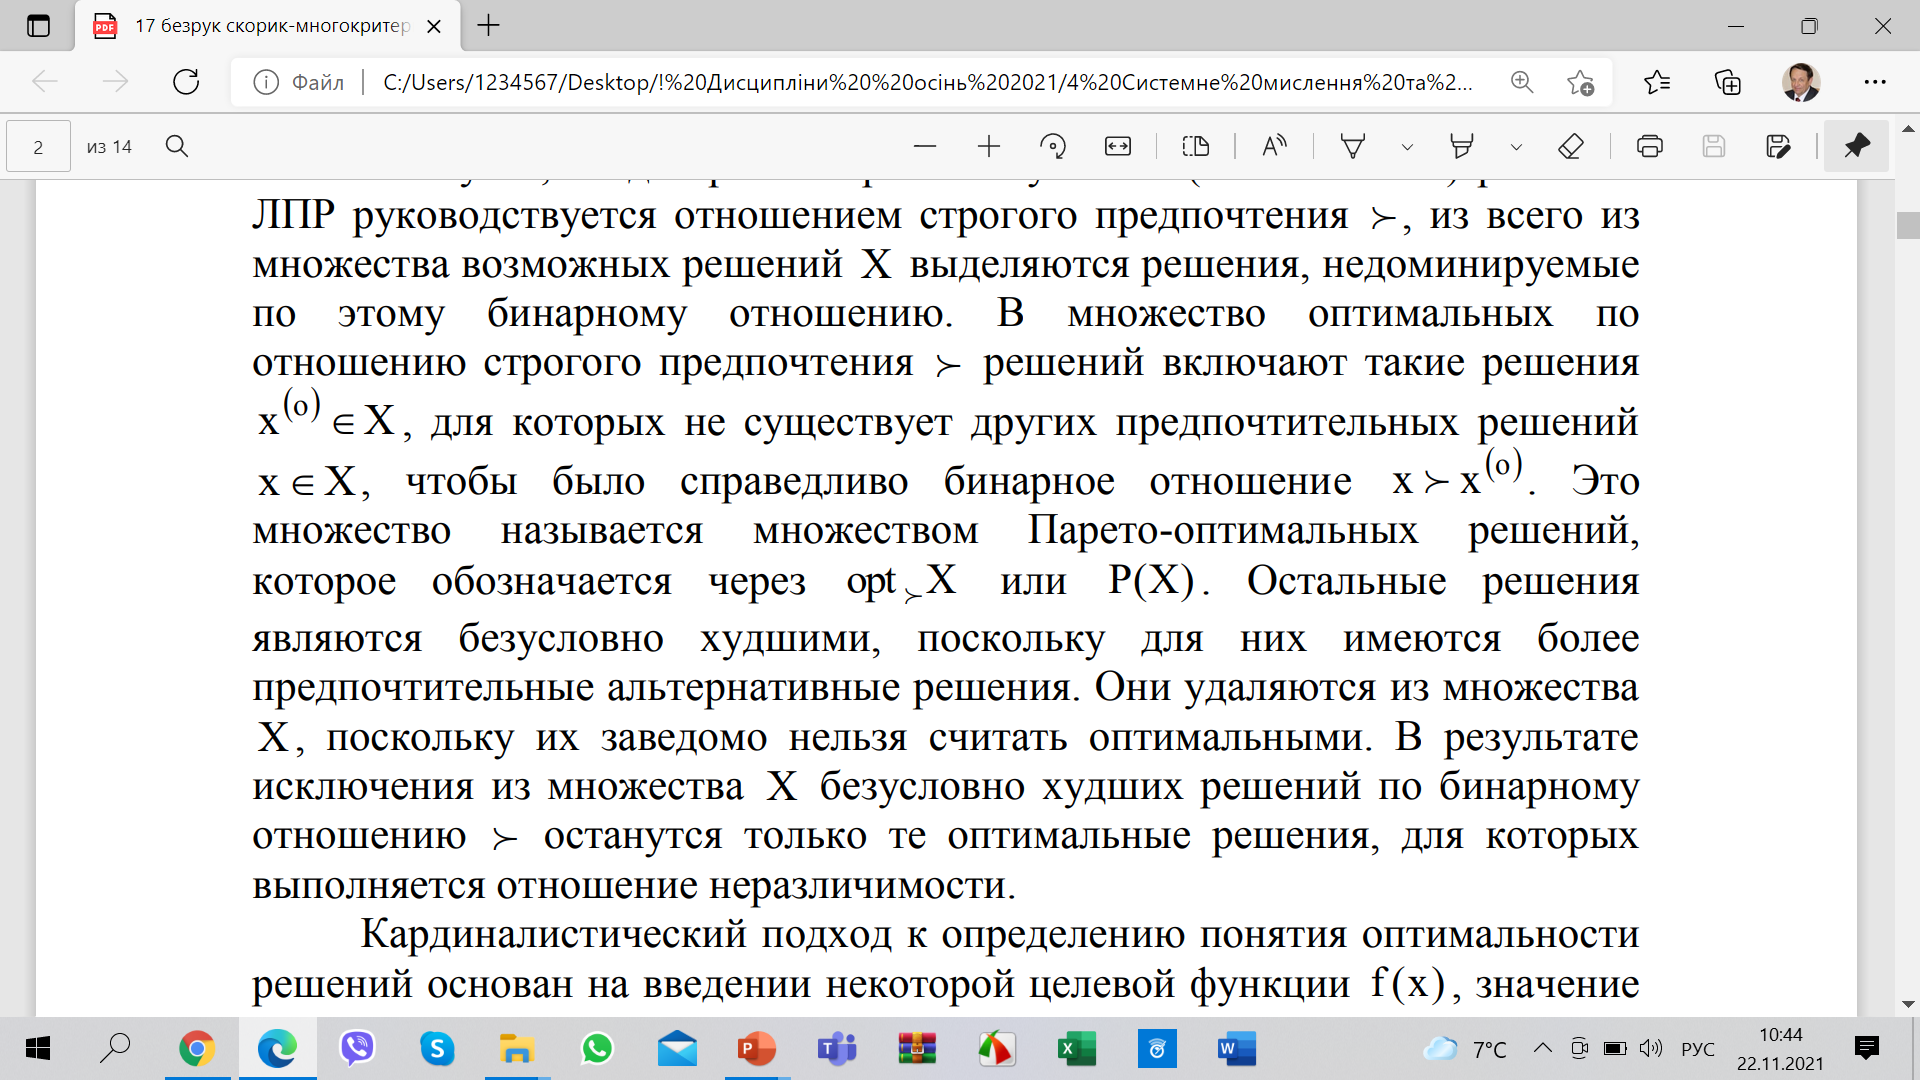 17 безрук скорик-многокритер
Файл
C:/Users/1234567/Desktop/!%20Дисципліни%20%20осінь%202021/4%20Системне%20мислення%20та%2...
2 из 14
ЛПР руководствуется отношением строгого предпочтения ≻, из всего из
множества возможных решений X выделяются решения, недоминируемые
по этому бинарному отношению. В множество оптимальных по
отношению строгого предпочтения ≻ решений включают такие решения
x^(o) ∈ X, для которых не существует других предпочтительных решений
x ∈ X, чтобы было справедливо бинарное отношение x ≻ x^(o). Это
множество называется множеством Парето-оптимальных решений,
которое обозначается через opt≻X или P(X). Остальные решения
являются безусловно худшими, поскольку для них имеются более
предпочтительные альтернативные решения. Они удаляются из множества
X, поскольку их заведомо нельзя считать оптимальными. В результате
исключения из множества X безусловно худших решений по бинарному
отношению ≻ останутся только те оптимальные решения, для которых
выполняется отношение неразличимости.
Кардиналистический подход к определению понятия оптимальности
решений основан на введении некоторой целевой функции f(x), значение
7°C
РУС
10:44
22.11.2021